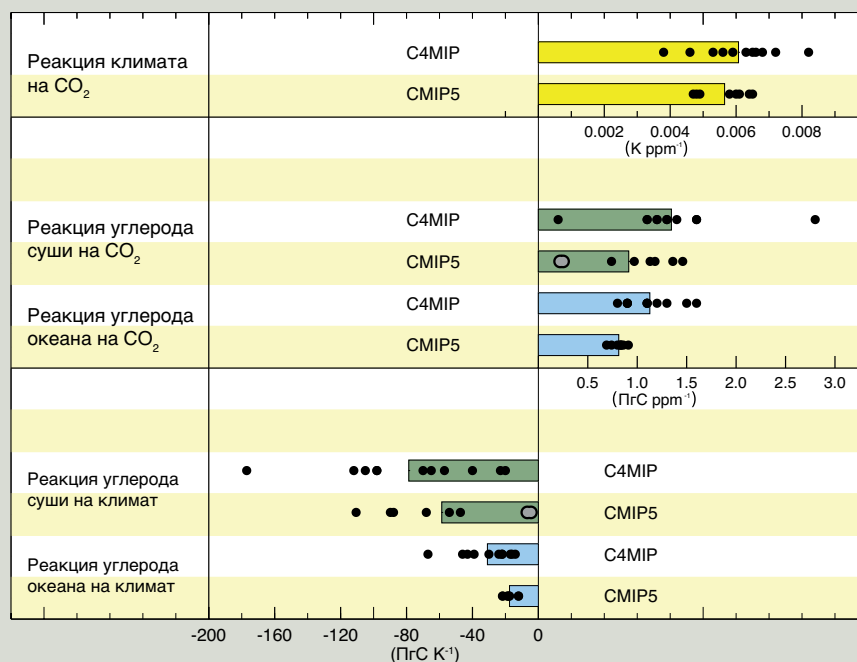 Реакция климата
на CO₂
C4MIP
CMIP5
0.002 0.004 0.006 0.008
(К ppm⁻¹)
Реакция углерода
суши на CO₂
C4MIP
CMIP5
Реакция углерода
океана на CO₂
C4MIP
CMIP5
0.5 1.0 1.5 2.0 2.5 3.0
(ПгС ppm⁻¹)
Реакция углерода
суши на климат
C4MIP
CMIP5
Реакция углерода
океана на климат
C4MIP
CMIP5
-200 -160 -120 -80 -40 0
(ПгС К⁻¹)